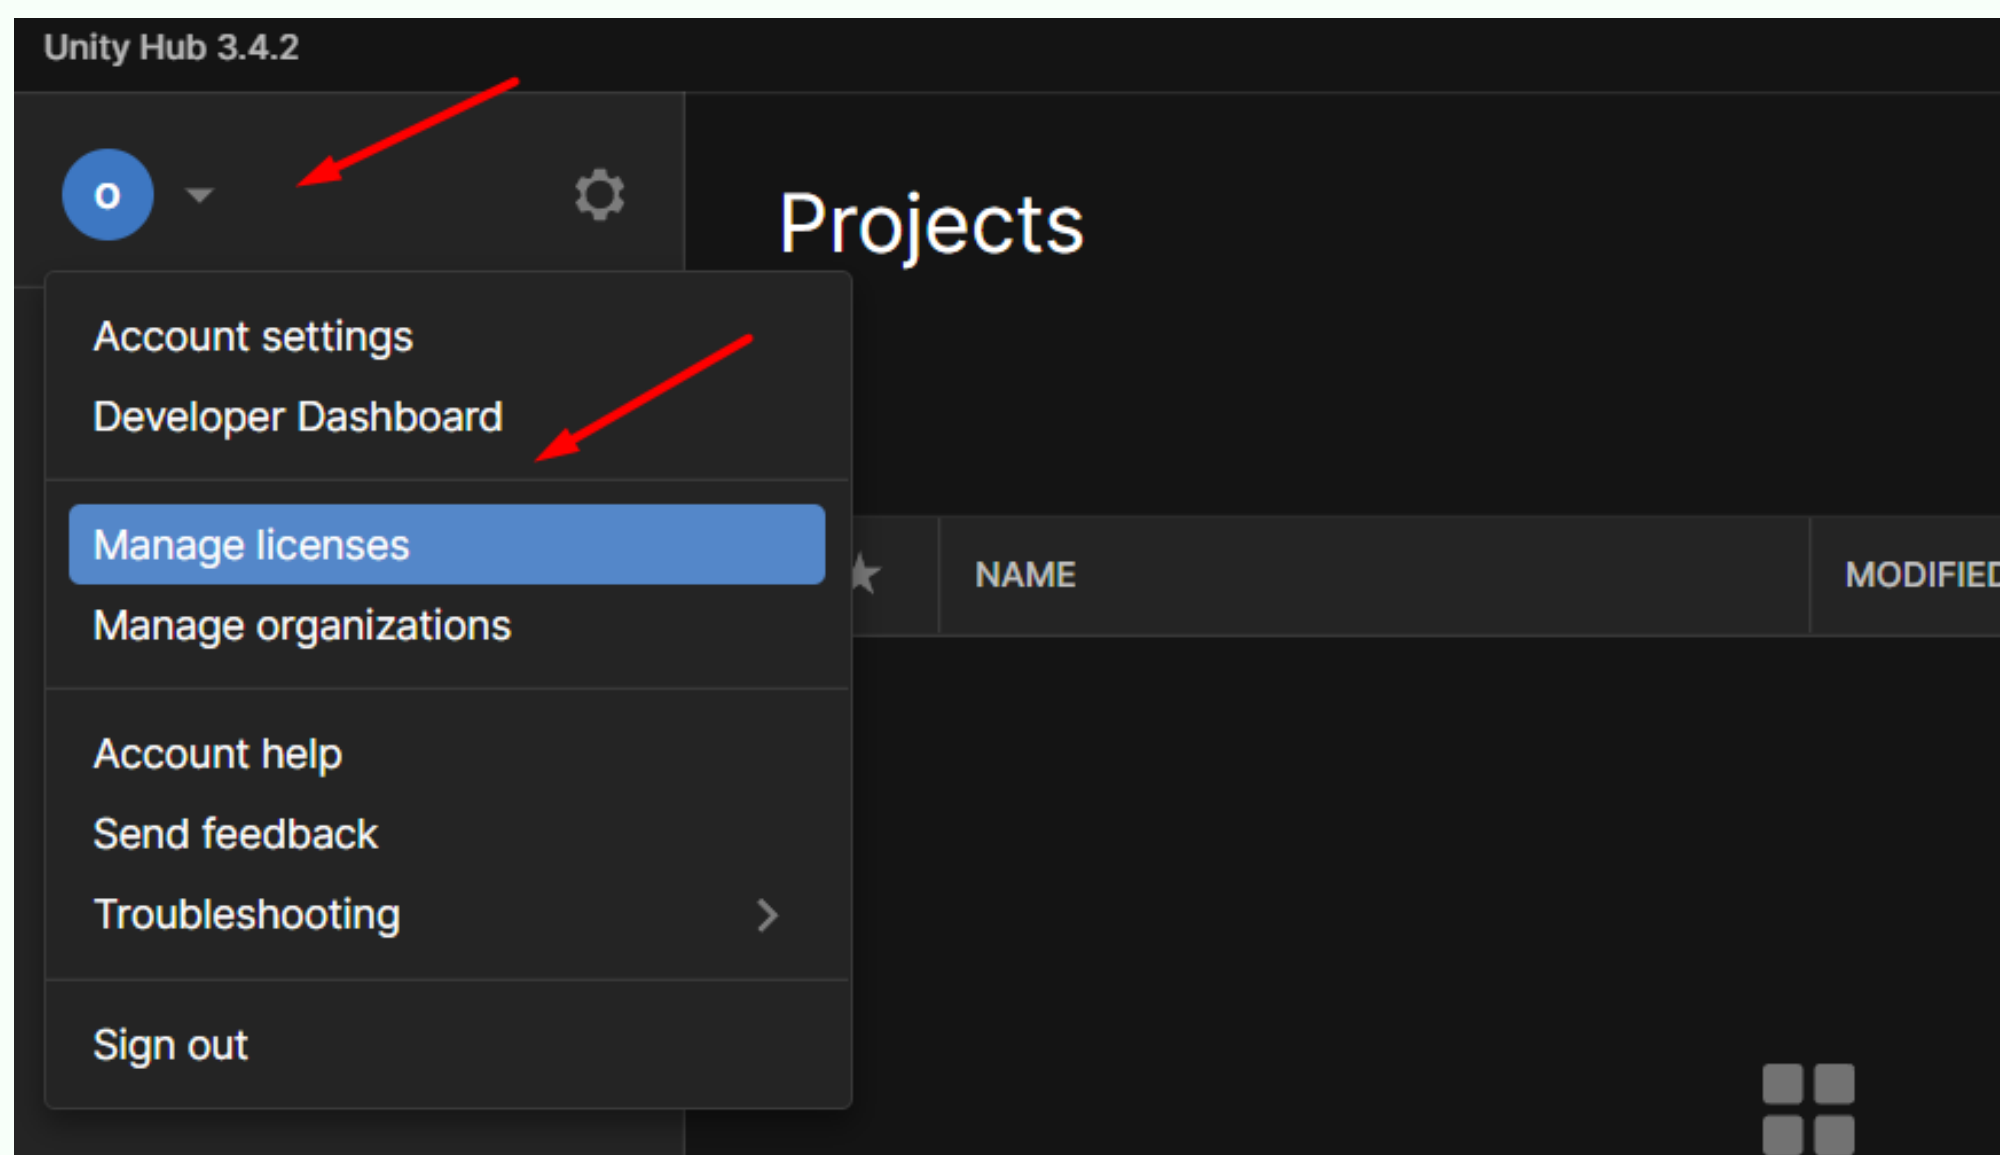 Unity Hub 3.4.2
o
Projects
Account settings
Developer Dashboard
Manage licenses
NAME
MODIFIED
Manage organizations
Account help
Send feedback
Troubleshooting
Sign out